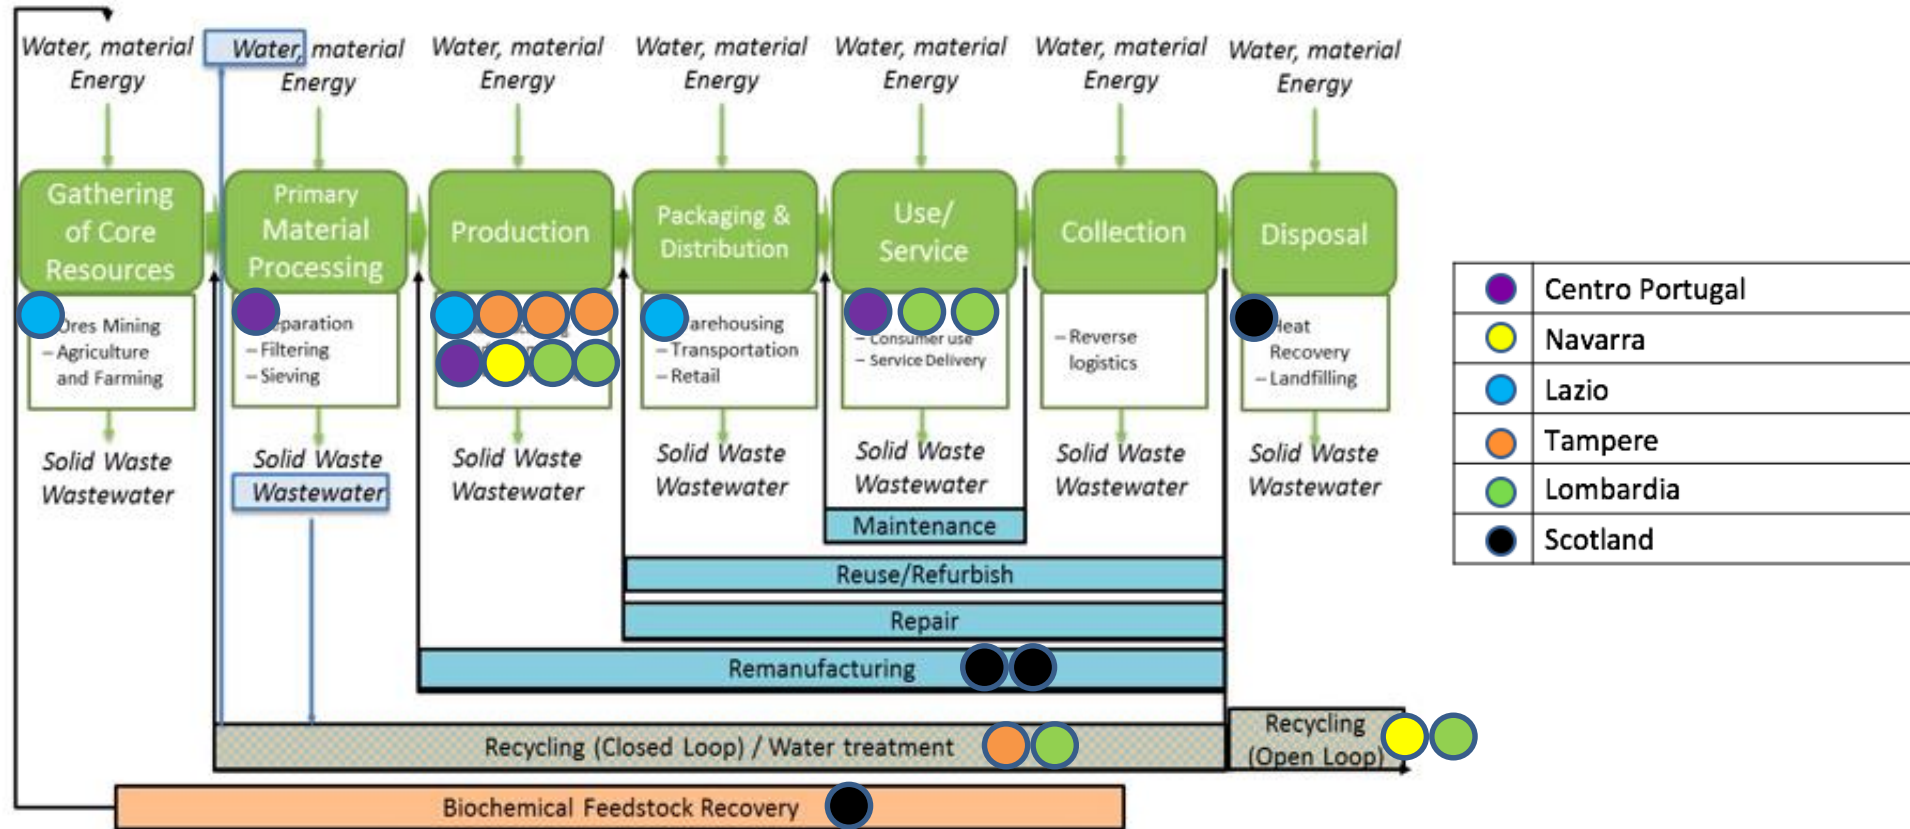 Water, material
Energy
Water, material
Energy
Water, material
Energy
Water, material
Energy
Water, material
Energy
Water, material
Energy
Water, material
Energy
Gathering
of Core
Resources
Primary
Material
Processing
Production
Packaging &
Distribution
Use/
Service
Collection
Disposal
Ores Mining
– Agriculture
and Farming
– Filtering
– Sieving
– Transportation
– Retail
– Consumer use
– Service Delivery
– Reverse
logistics
Recovery
– Landfilling
Solid Waste
Wastewater
Solid Waste
Wastewater
Solid Waste
Wastewater
Solid Waste
Wastewater
Solid Waste
Wastewater
Solid Waste
Wastewater
Solid Waste
Wastewater
Maintenance
Reuse/Refurbish
Repair
Remanufacturing
Recycling (Closed Loop) / Water treatment
Recycling
(Open Loop)
Biochemical Feedstock Recovery
Centro Portugal
Navarra
Lazio
Tampere
Lombardia
Scotland